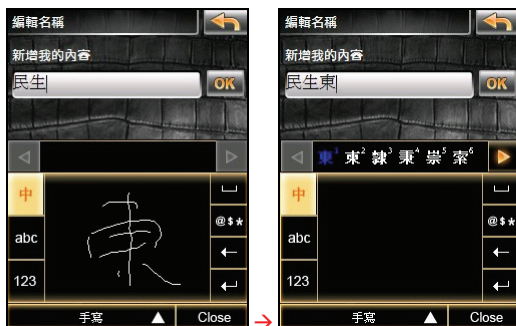 編輯名稱
新增我的內容
民生
OK
中
東
abc
123
@$*
手寫
Close
→
編輯名稱
新增我的內容
民生東
OK
東1 柬2 隸3 秉4 崇5 索6
中
abc
123
@$*
手寫
Close